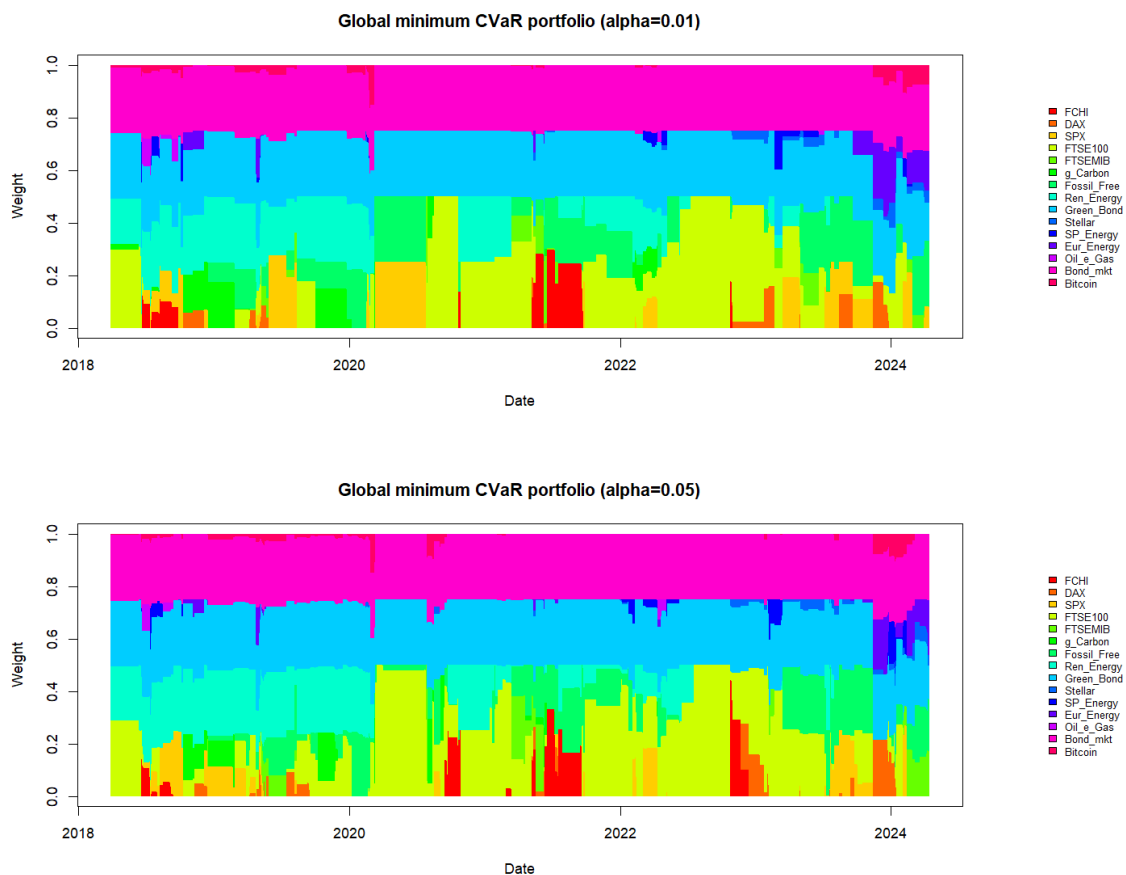 Global minimum CVaR portfolio (alpha=0.01)
Weight
1.0
0.8
0.6
0.4
0.2
0.0
2018
2020
2022
2024
Date
FCHI
DAX
SPX
FTSE100
FTSEMIB
g_Carbon
Fossil_Free
Ren_Energy
Green_Bond
Stellar
SP_Energy
Eur_Energy
Oil_e_Gas
Bond_mkt
Bitcoin
Global minimum CVaR portfolio (alpha=0.05)
Weight
1.0
0.8
0.6
0.4
0.2
0.0
2018
2020
2022
2024
Date
FCHI
DAX
SPX
FTSE100
FTSEMIB
g_Carbon
Fossil_Free
Ren_Energy
Green_Bond
Stellar
SP_Energy
Eur_Energy
Oil_e_Gas
Bond_mkt
Bitcoin